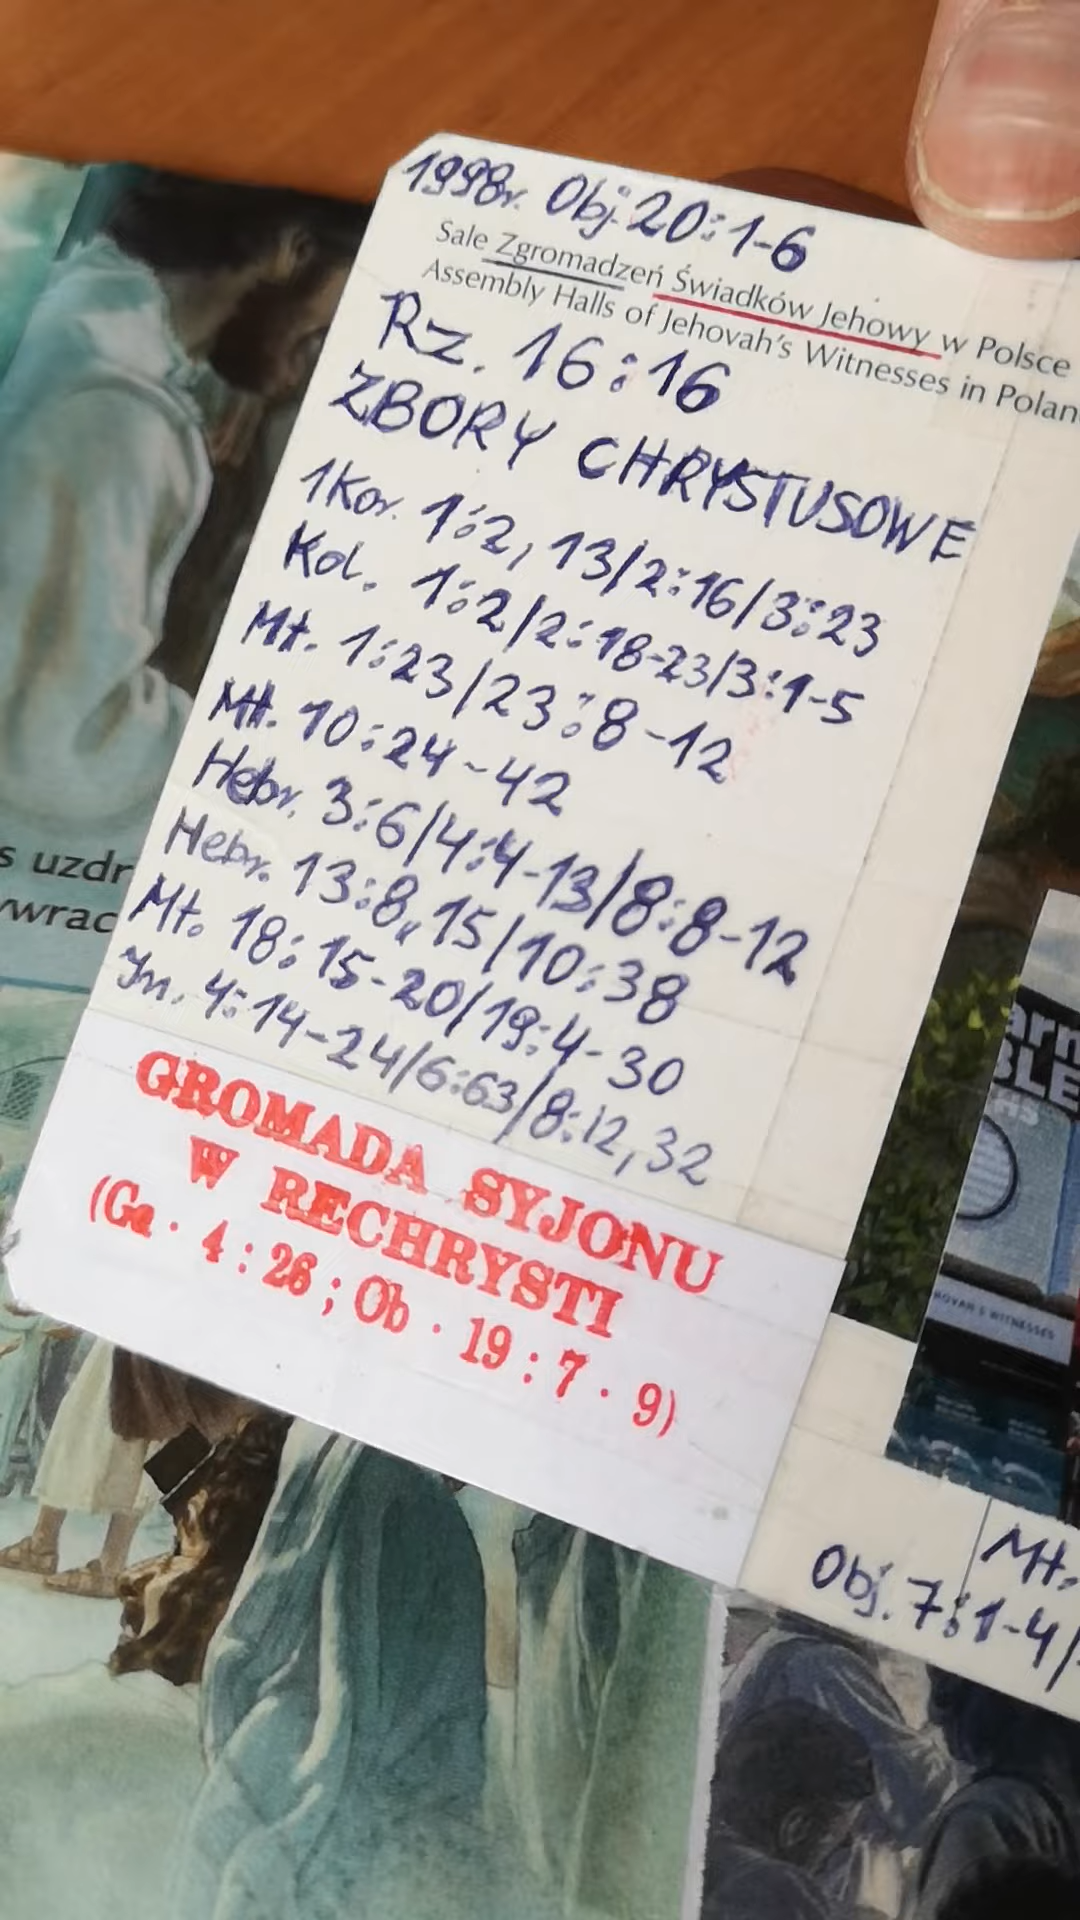 1998r. Obj. 20:1-6
Sale Zgromadzeń Świadków Jehowy w Polsce
Assembly Halls of Jehovah's Witnesses in Polan
Rz. 16:16
ZBORY CHRYSTUSOWE
1Kor. 1:2, 13/2:16/3:23
Kol. 1:2/2:18-23/3:1-5
Mt. 1:23/23:8-12
Mt. 10:24-42
Hebr. 3:6/4:4-13/8:8-12
Hebr. 13:8,,15/10:38
Mt. 18:15-20/19:4-30
Jn. 4:14-24/6:63/8:12,32
GROMADA SYJONU
W RECHRYSTI
(Ga · 4 : 26 ; Ob · 19 : 7 · 9)
s uzdr
wrac
Mt.
Obj. 7:1-4/